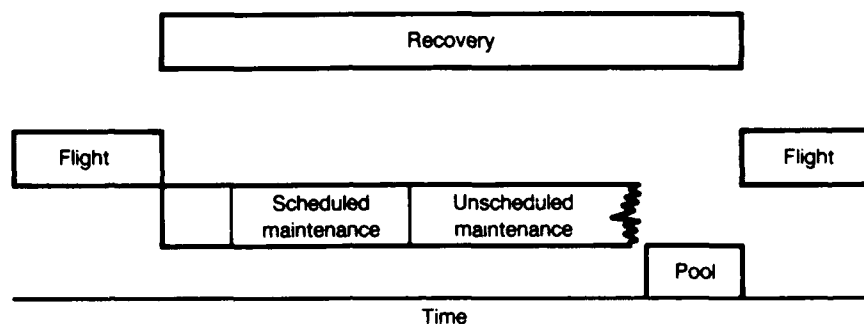 Recovery
Flight
Flight
Scheduled
maintenance
Unscheduled
maintenance
Pool
Time